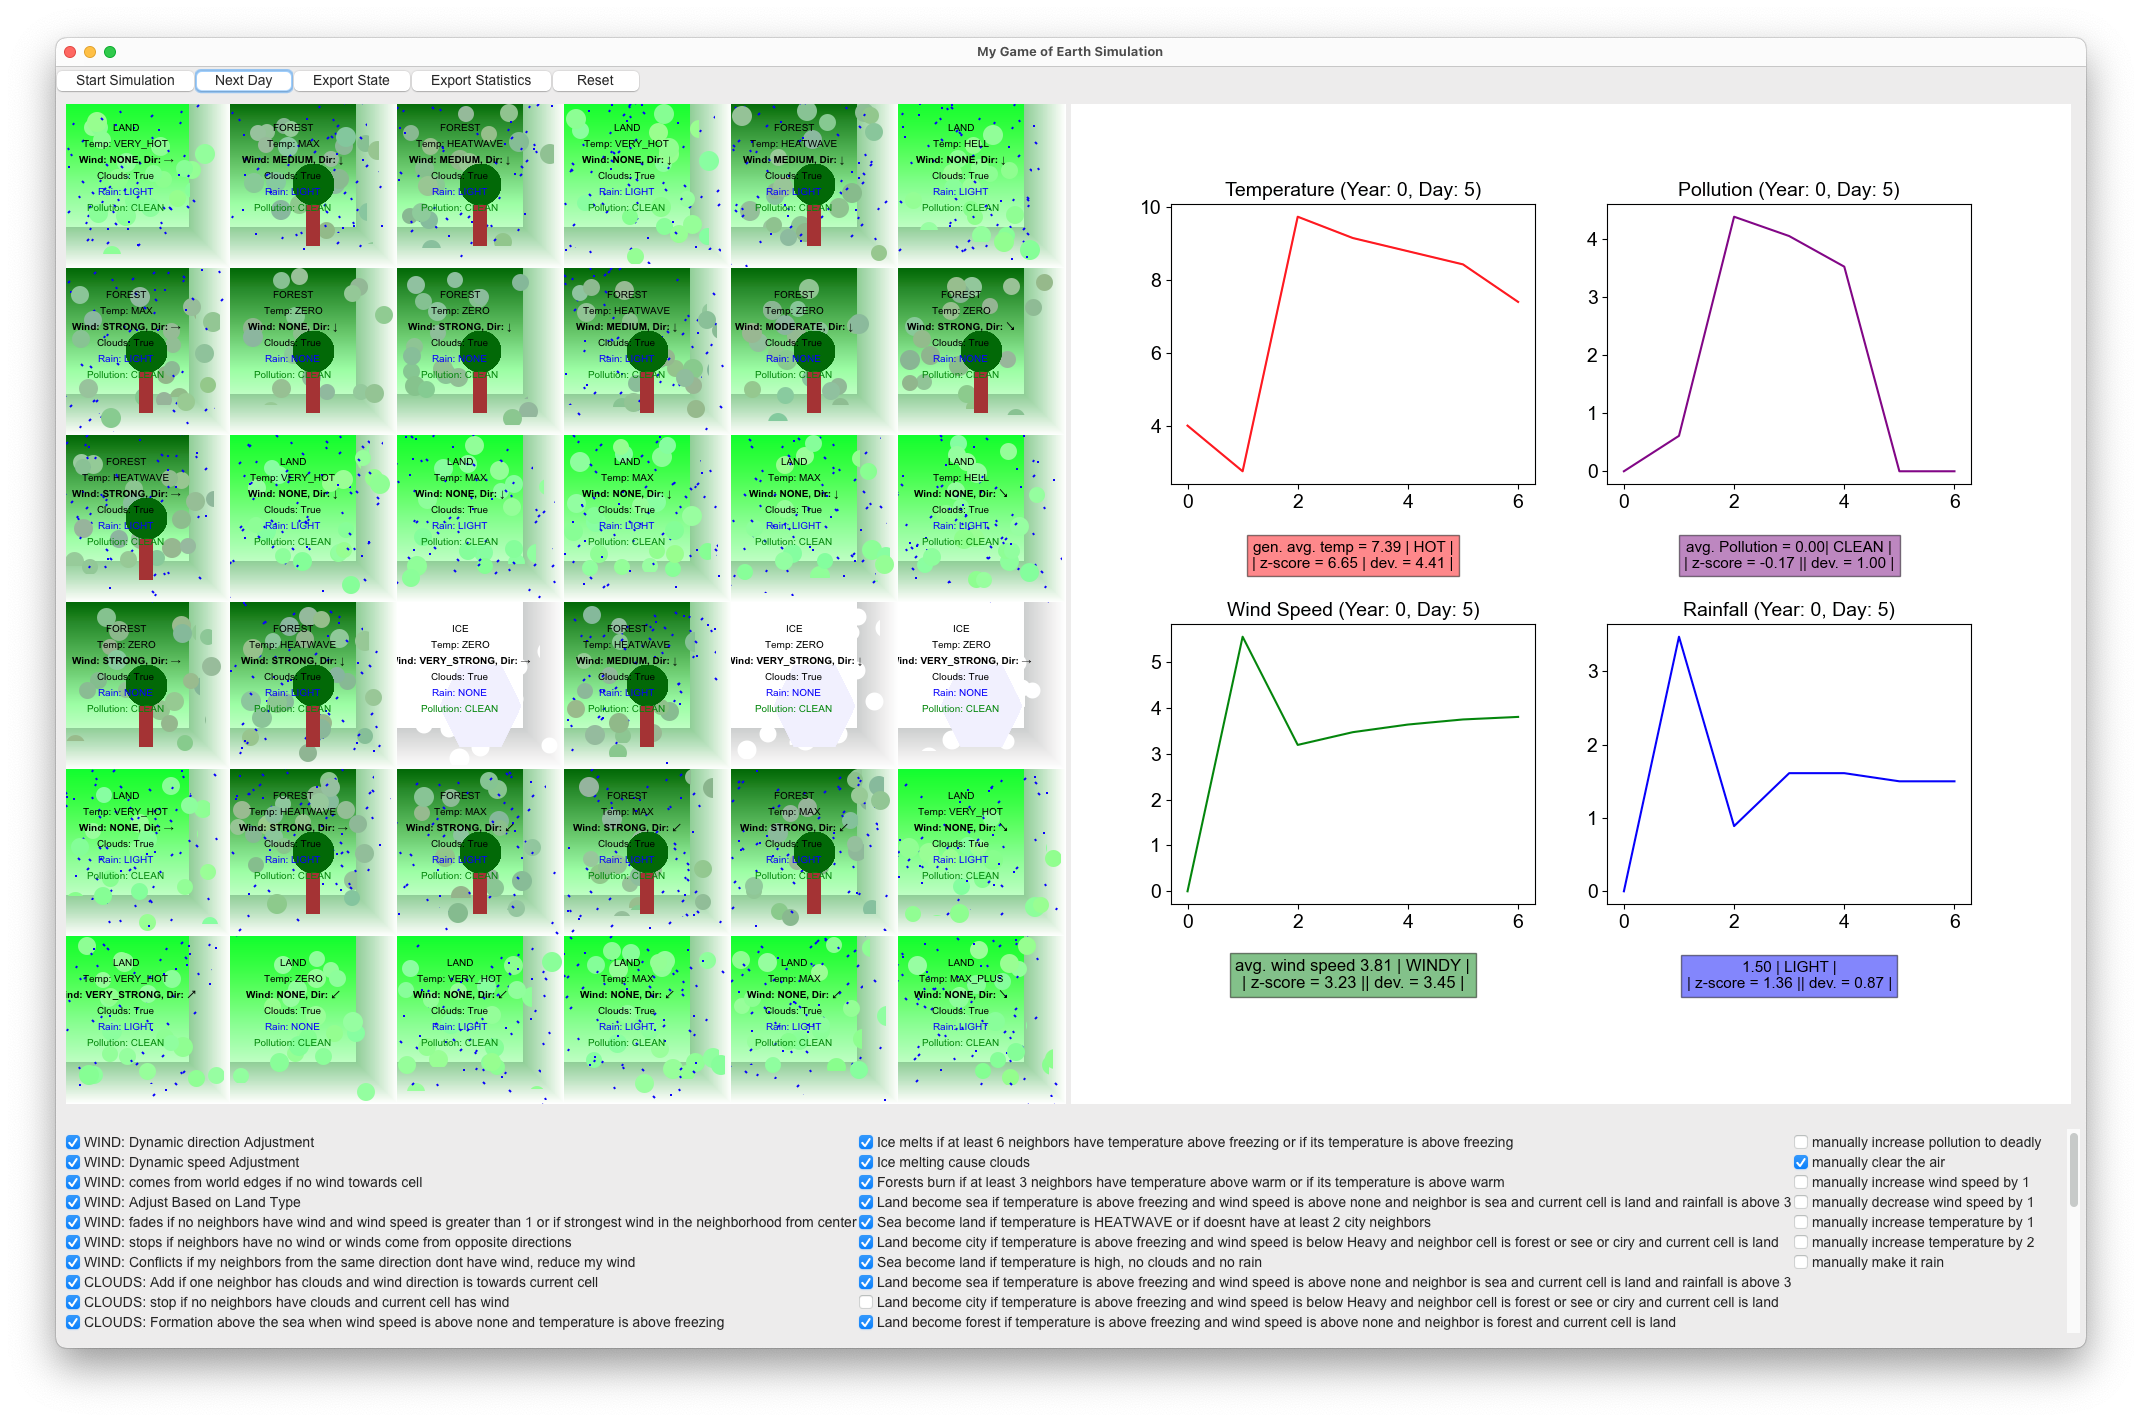 My Game of Earth Simulation
Start Simulation Next Day Export State Export Statistics Reset
LAND
Temp: VERY_HOT
Wind: NONE, Dir: →
Clouds: True
Rain: LIGHT
Pollution: CLEAN
FOREST
Temp: MAX
Wind: MEDIUM, Dir: ↓
Clouds: True
Rain: LIGHT
Pollution: CLEAN
FOREST
Temp: HEATWAVE
Wind: MEDIUM, Dir: ↓
Clouds: True
Rain: LIGHT
Pollution: CLEAN
LAND
Temp: VERY_HOT
Wind: NONE, Dir: ↓
Clouds: True
Rain: LIGHT
Pollution: CLEAN
FOREST
Temp: HEATWAVE
Wind: MEDIUM, Dir: ↓
Clouds: True
Rain: LIGHT
Pollution: CLEAN
LAND
Temp: HELL
Wind: NONE, Dir: ↓
Clouds: True
Rain: LIGHT
Pollution: CLEAN
FOREST
Temp: MAX
Wind: STRONG, Dir: →
Clouds: True
Rain: LIGHT
Pollution: CLEAN
FOREST
Temp: ZERO
Wind: NONE, Dir: ↓
Clouds: True
Rain: NONE
Pollution: CLEAN
FOREST
Temp: ZERO
Wind: STRONG, Dir: ↓
Clouds: True
Rain: NONE
Pollution: CLEAN
FOREST
Temp: HEATWAVE
Wind: MEDIUM, Dir: ↓
Clouds: True
Rain: LIGHT
Pollution: CLEAN
FOREST
Temp: ZERO
Wind: MODERATE, Dir: ↓
Clouds: True
Rain: NONE
Pollution: CLEAN
FOREST
Temp: ZERO
Wind: STRONG, Dir: ↘
Clouds: True
Rain: NONE
Pollution: CLEAN
FOREST
Temp: HEATWAVE
Wind: STRONG, Dir: →
Clouds: True
Rain: LIGHT
Pollution: CLEAN
LAND
Temp: VERY_HOT
Wind: NONE, Dir: ↓
Clouds: True
Rain: LIGHT
Pollution: CLEAN
LAND
Temp: MAX
Wind: NONE, Dir: ↓
Clouds: True
Rain: LIGHT
Pollution: CLEAN
LAND
Temp: MAX
Wind: NONE, Dir: ↓
Clouds: True
Rain: LIGHT
Pollution: CLEAN
LAND
Temp: MAX
Wind: NONE, Dir: ↓
Clouds: True
Rain: LIGHT
Pollution: CLEAN
LAND
Temp: HELL
Wind: NONE, Dir: ↘
Clouds: True
Rain: LIGHT
Pollution: CLEAN
FOREST
Temp: ZERO
Wind: STRONG, Dir: →
Clouds: True
Rain: NONE
Pollution: CLEAN
FOREST
Temp: HEATWAVE
Wind: STRONG, Dir: ↓
Clouds: True
Rain: LIGHT
Pollution: CLEAN
ICE
Temp: ZERO
Wind: VERY_STRONG, Dir: →
Clouds: True
Rain: NONE
Pollution: CLEAN
FOREST
Temp: HEATWAVE
Wind: MEDIUM, Dir: ↓
Clouds: True
Rain: LIGHT
Pollution: CLEAN
ICE
Temp: ZERO
Wind: VERY_STRONG, Dir: ↓
Clouds: True
Rain: NONE
Pollution: CLEAN
ICE
Temp: ZERO
Wind: VERY_STRONG, Dir: →
Clouds: True
Rain: NONE
Pollution: CLEAN
LAND
Temp: VERY_HOT
Wind: NONE, Dir: →
Clouds: True
Rain: LIGHT
Pollution: CLEAN
FOREST
Temp: HEATWAVE
Wind: STRONG, Dir: →
Clouds: True
Rain: LIGHT
Pollution: CLEAN
FOREST
Temp: MAX
Wind: STRONG, Dir: ↙
Clouds: True
Rain: LIGHT
Pollution: CLEAN
FOREST
Temp: MAX
Wind: STRONG, Dir: ↙
Clouds: True
Rain: LIGHT
Pollution: CLEAN
FOREST
Temp: MAX
Wind: STRONG, Dir: ↙
Clouds: True
Rain: LIGHT
Pollution: CLEAN
LAND
Temp: VERY_HOT
Wind: NONE, Dir: ↘
Clouds: True
Rain: LIGHT
Pollution: CLEAN
LAND
Temp: VERY_HOT
Wind: VERY_STRONG, Dir: ↗
Clouds: True
Rain: LIGHT
Pollution: CLEAN
LAND
Temp: ZERO
Wind: NONE, Dir: ↙
Clouds: True
Rain: NONE
Pollution: CLEAN
LAND
Temp: VERY_HOT
Wind: NONE, Dir: ↙
Clouds: True
Rain: LIGHT
Pollution: CLEAN
LAND
Temp: MAX
Wind: NONE, Dir: ↙
Clouds: True
Rain: LIGHT
Pollution: CLEAN
LAND
Temp: MAX
Wind: NONE, Dir: ↙
Clouds: True
Rain: LIGHT
Pollution: CLEAN
LAND
Temp: MAX_PLUS
Wind: NONE, Dir: ↘
Clouds: True
Rain: LIGHT
Pollution: CLEAN
Temperature (Year: 0, Day: 5)
10
8
6
4
0 2 4 6
gen. avg. temp = 7.39 | HOT |
| z-score = 6.65 | dev. = 4.41 |
Pollution (Year: 0, Day: 5)
4
3
2
1
0
0 2 4 6
avg. Pollution = 0.00| CLEAN |
| z-score = -0.17 || dev. = 1.00 |
Wind Speed (Year: 0, Day: 5)
5
4
3
2
1
0
0 2 4 6
avg. wind speed 3.81 | WINDY |
| z-score = 3.23 || dev. = 3.45 |
Rainfall (Year: 0, Day: 5)
3
2
1
0
0 2 4 6
1.50 | LIGHT |
| z-score = 1.36 || dev. = 0.87 |
WIND: Dynamic direction Adjustment
WIND: Dynamic speed Adjustment
WIND: comes from world edges if no wind towards cell
WIND: Adjust Based on Land Type
WIND: fades if no neighbors have wind and wind speed is greater than 1 or if strongest wind in the neighborhood from center
WIND: stops if neighbors have no wind or winds come from opposite directions
WIND: Conflicts if my neighbors from the same direction dont have wind, reduce my wind
CLOUDS: Add if one neighbor has clouds and wind direction is towards current cell
CLOUDS: stop if no neighbors have clouds and current cell has wind
CLOUDS: Formation above the sea when wind speed is above none and temperature is above freezing
Ice melts if at least 6 neighbors have temperature above freezing or if its temperature is above freezing
Ice melting cause clouds
Forests burn if at least 3 neighbors have temperature above warm or if its temperature is above warm
Land become sea if temperature is above freezing and wind speed is above none and neighbor is sea and current cell is land and rainfall is above 3
Sea become land if temperature is HEATWAVE or if doesnt have at least 2 city neighbors
Land become city if temperature is above freezing and wind speed is below Heavy and neighbor cell is forest or see or ciry and current cell is land
Sea become land if temperature is high, no clouds and no rain
Land become sea if temperature is above freezing and wind speed is above none and neighbor is sea and current cell is land and rainfall is above 3
Land become city if temperature is above freezing and wind speed is below Heavy and neighbor cell is forest or see or ciry and current cell is land
Land become forest if temperature is above freezing and wind speed is above none and neighbor is forest and current cell is land
manually increase pollution to deadly
manually clear the air
manually increase wind speed by 1
manually decrease wind speed by 1
manually increase temperature by 1
manually increase temperature by 2
manually make it rain